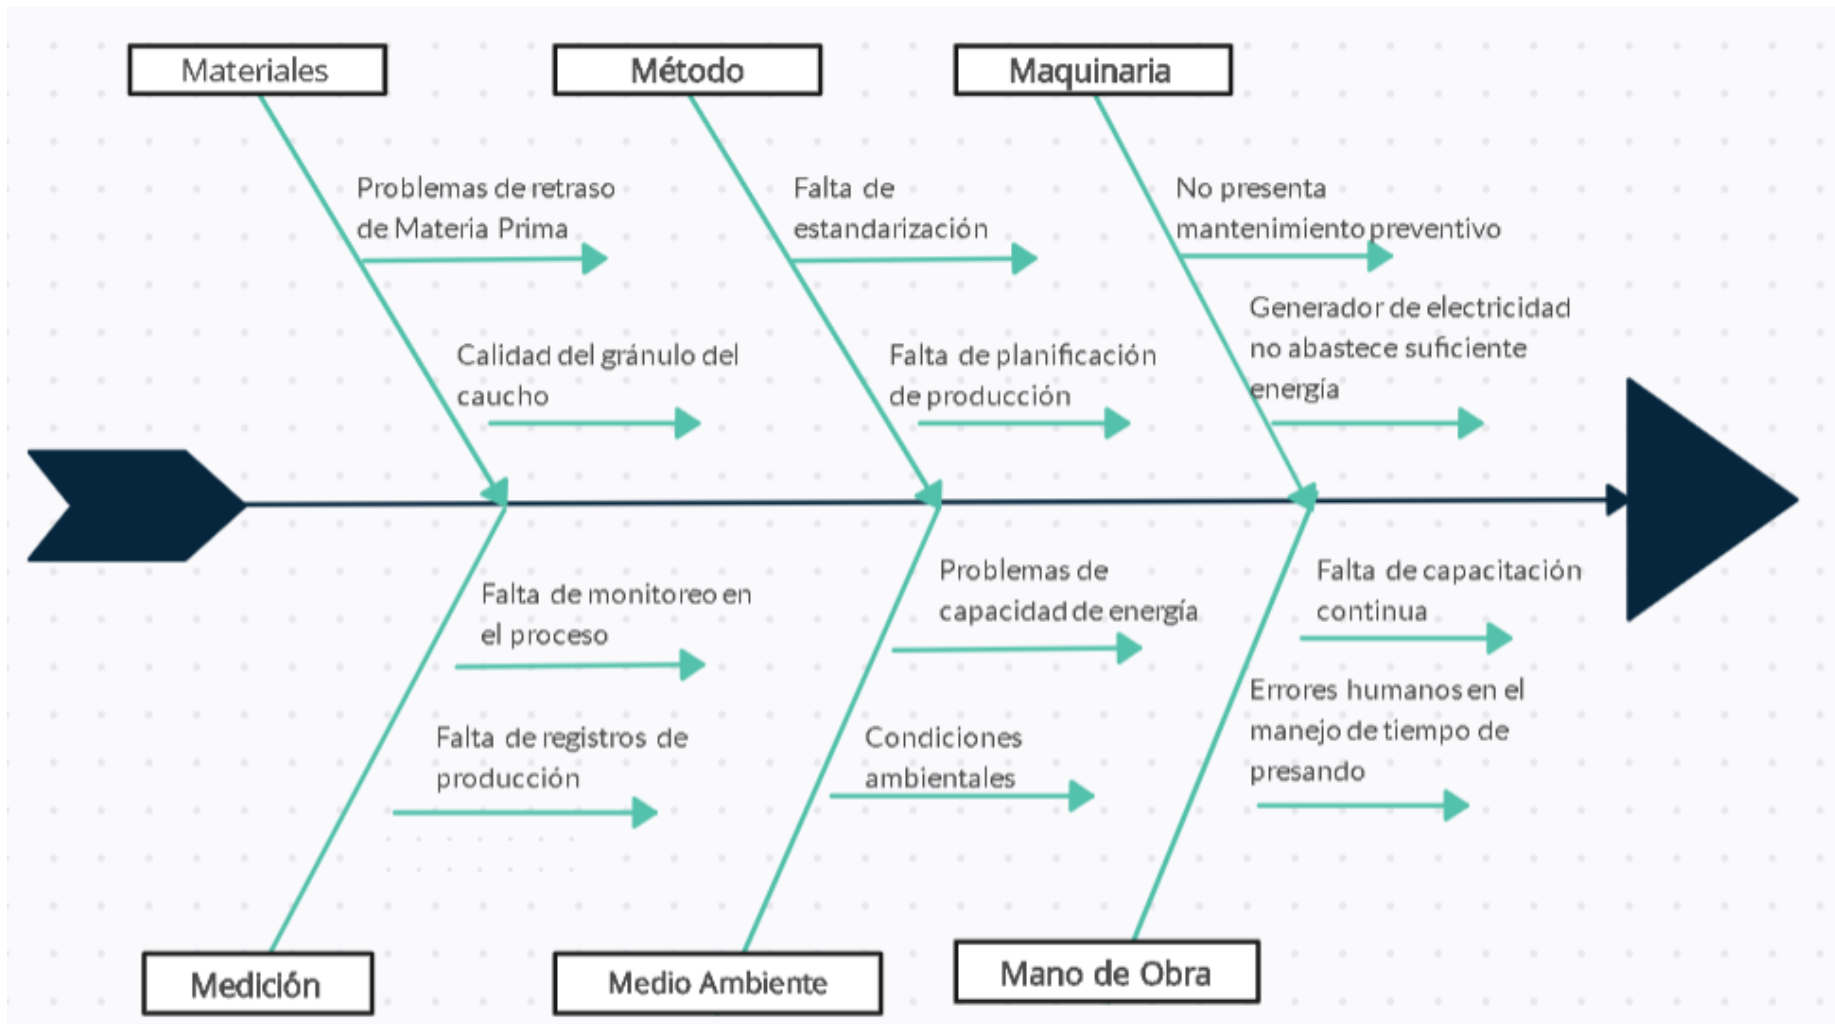 Materiales
Método
Maquinaria
Problemas de retraso
de Materia Prima
Falta de
estandarización
No presenta
mantenimiento preventivo
Calidad del gránulo del
caucho
Falta de planificación
de producción
Generador de electricidad
no abastece suficiente
energía
Falta de monitoreo en
el proceso
Problemas de
capacidad de energía
Falta de capacitación
continua
Falta de registros de
producción
Condiciones
ambientales
Errores humanos en el
manejo de tiempo de
presando
Medición
Medio Ambiente
Mano de Obra